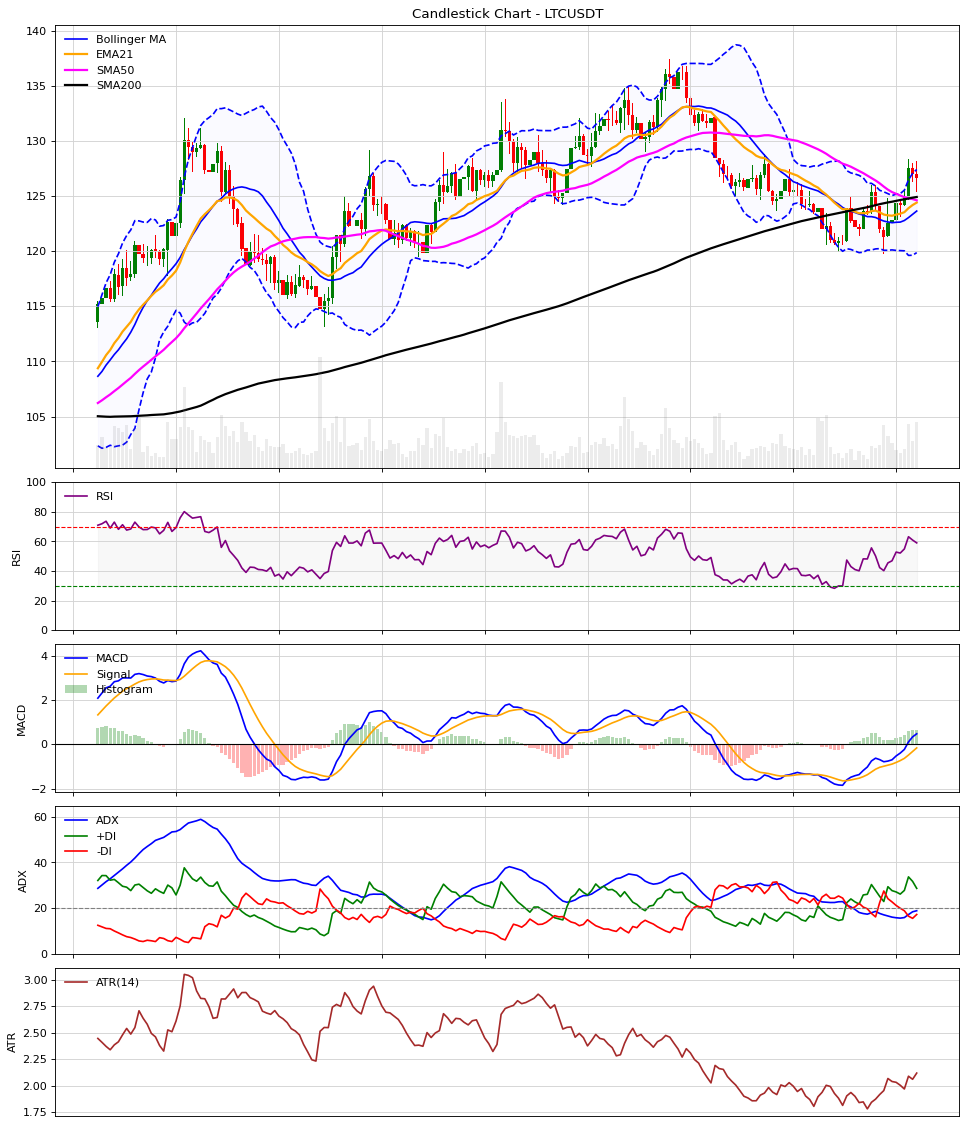 Candlestick Chart - LTCUSDT
Bollinger MA
EMA21
SMA50
SMA200
140
135
130
125
120
115
110
105
RSI
100
80
60
40
20
0
RSI
MACD
Signal
Histogram
4
2
0
−2
MACD
ADX
+DI
-DI
60
40
20
0
ADX
ATR(14)
3.00
2.75
2.50
2.25
2.00
1.75
ATR